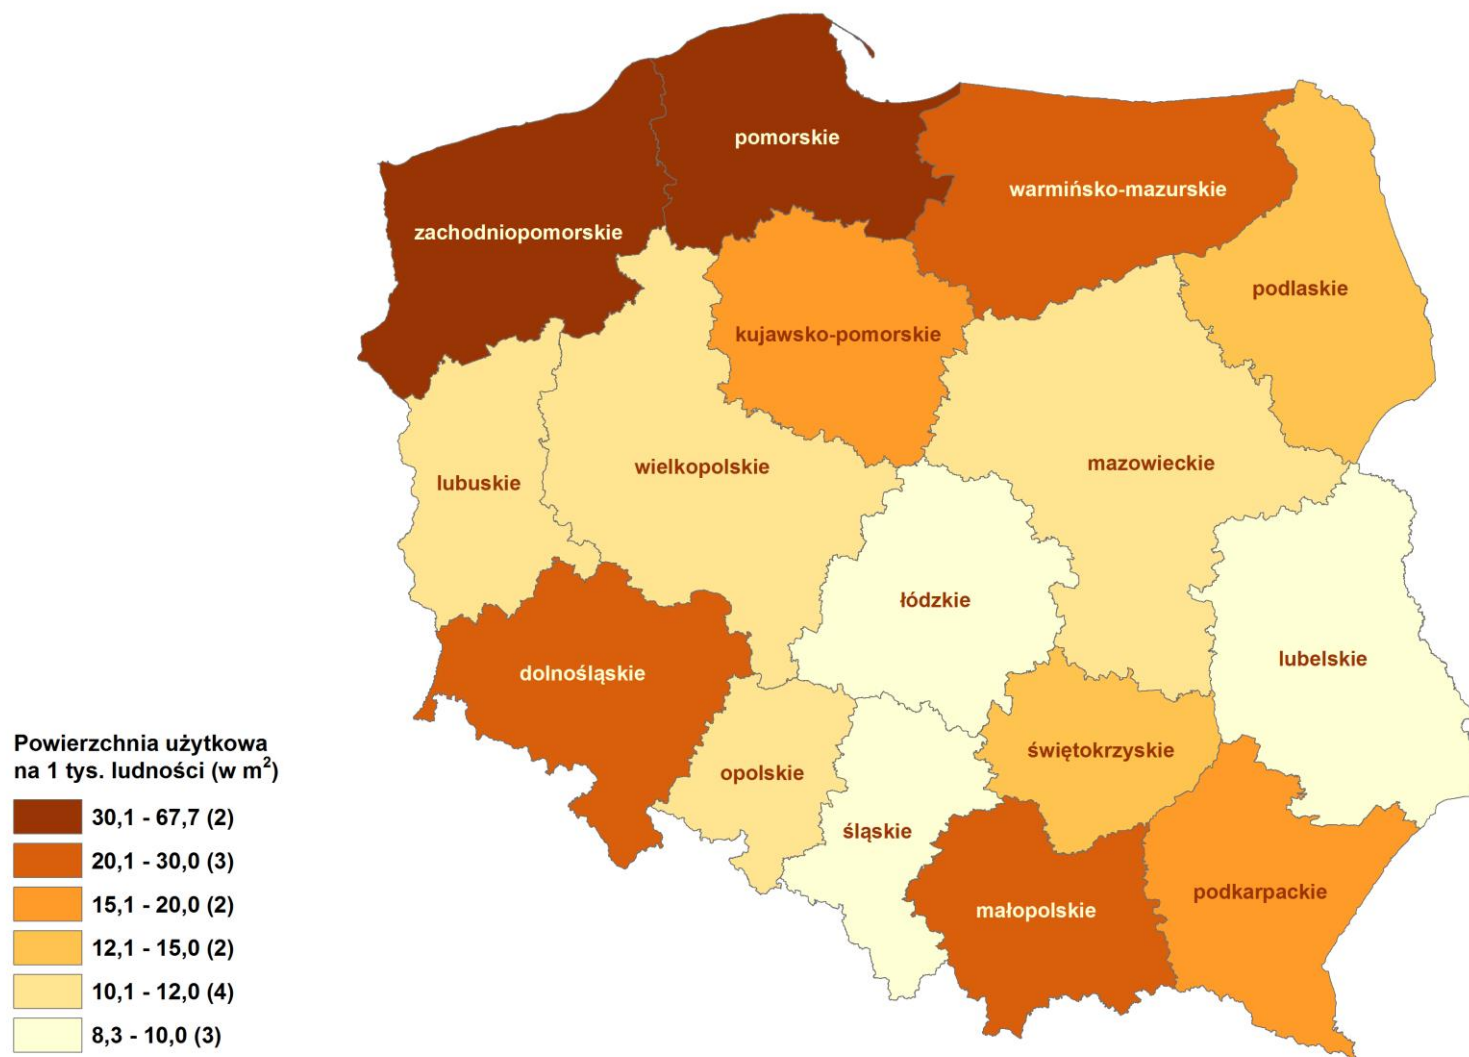 pomorskie
warmińsko-mazurskie
zachodniopomorskie
podlaskie
kujawsko-pomorskie
wielkopolskie
mazowieckie
lubuskie
łódzkie
lubelskie
dolnośląskie
świętokrzyskie
opolskie
śląskie
podkarpackie
małopolskie
Powierzchnia użytkowa
na 1 tys. ludności (w m²)
30,1 - 67,7 (2)
20,1 - 30,0 (3)
15,1 - 20,0 (2)
12,1 - 15,0 (2)
10,1 - 12,0 (4)
8,3 - 10,0 (3)